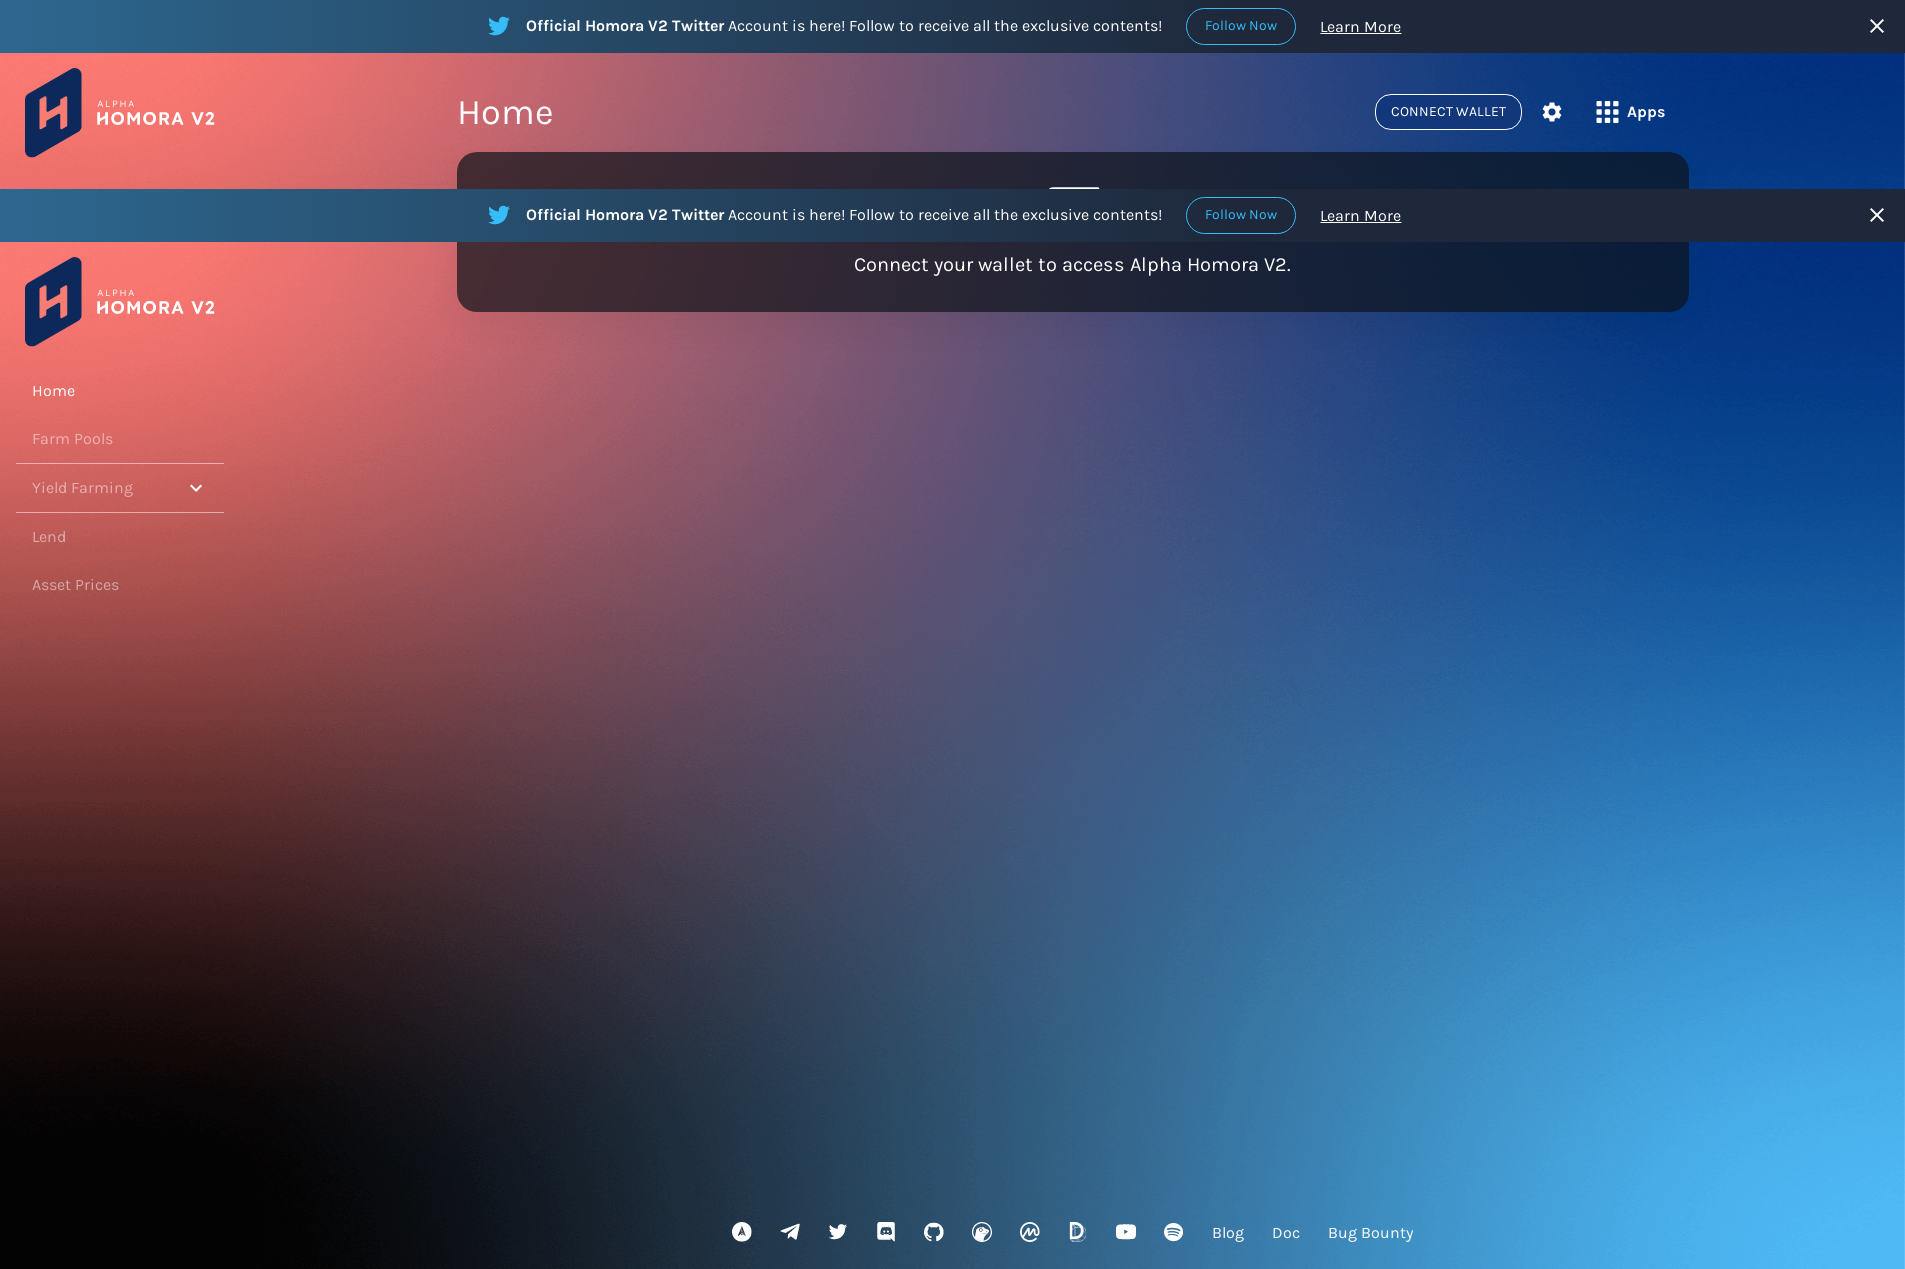 Official Homora V2 Twitter Account is here! Follow to receive all the exclusive contents! Follow Now Learn More
ALPHA
HOMORA V2
Home
CONNECT WALLET
Apps
Official Homora V2 Twitter Account is here! Follow to receive all the exclusive contents! Follow Now Learn More
Connect your wallet to access Alpha Homora V2.
ALPHA
HOMORA V2
Home
Farm Pools
Yield Farming
Lend
Asset Prices
Blog Doc Bug Bounty